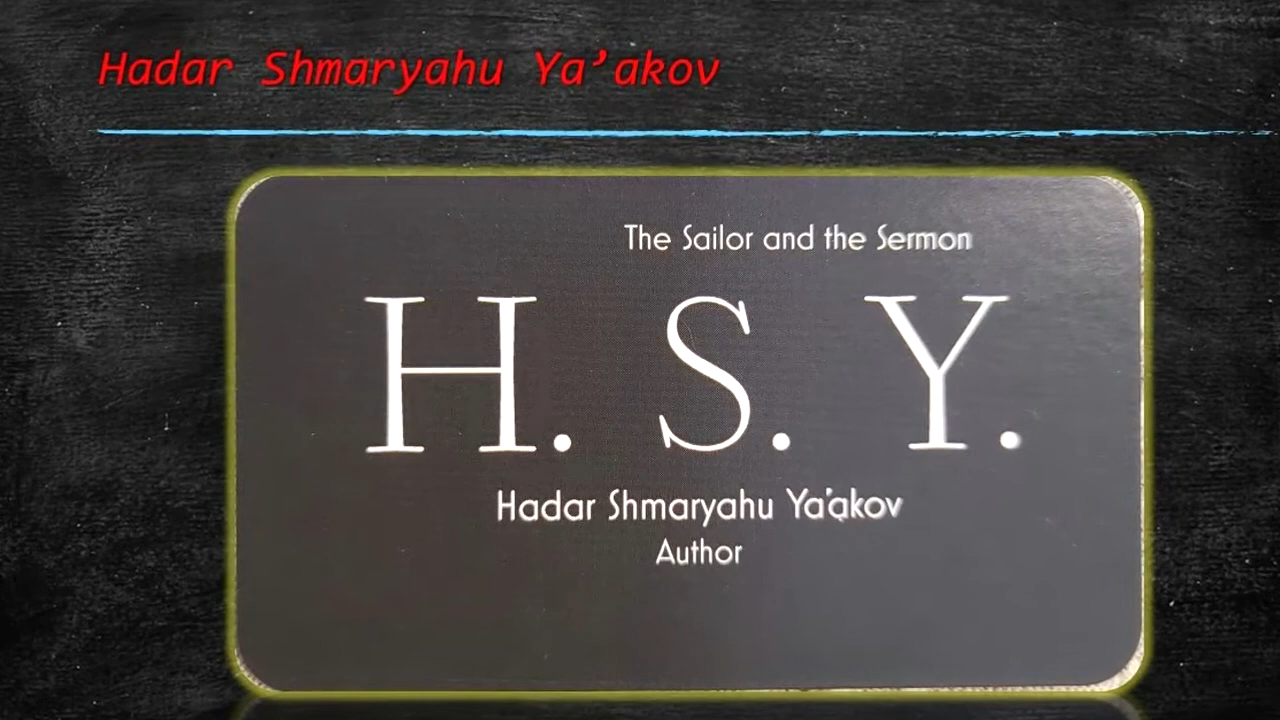 Hadar Shmaryahu Ya’akov
The Sailor and the Sermon
H. S. Y.
Hadar Shmaryahu Ya'akov
Author